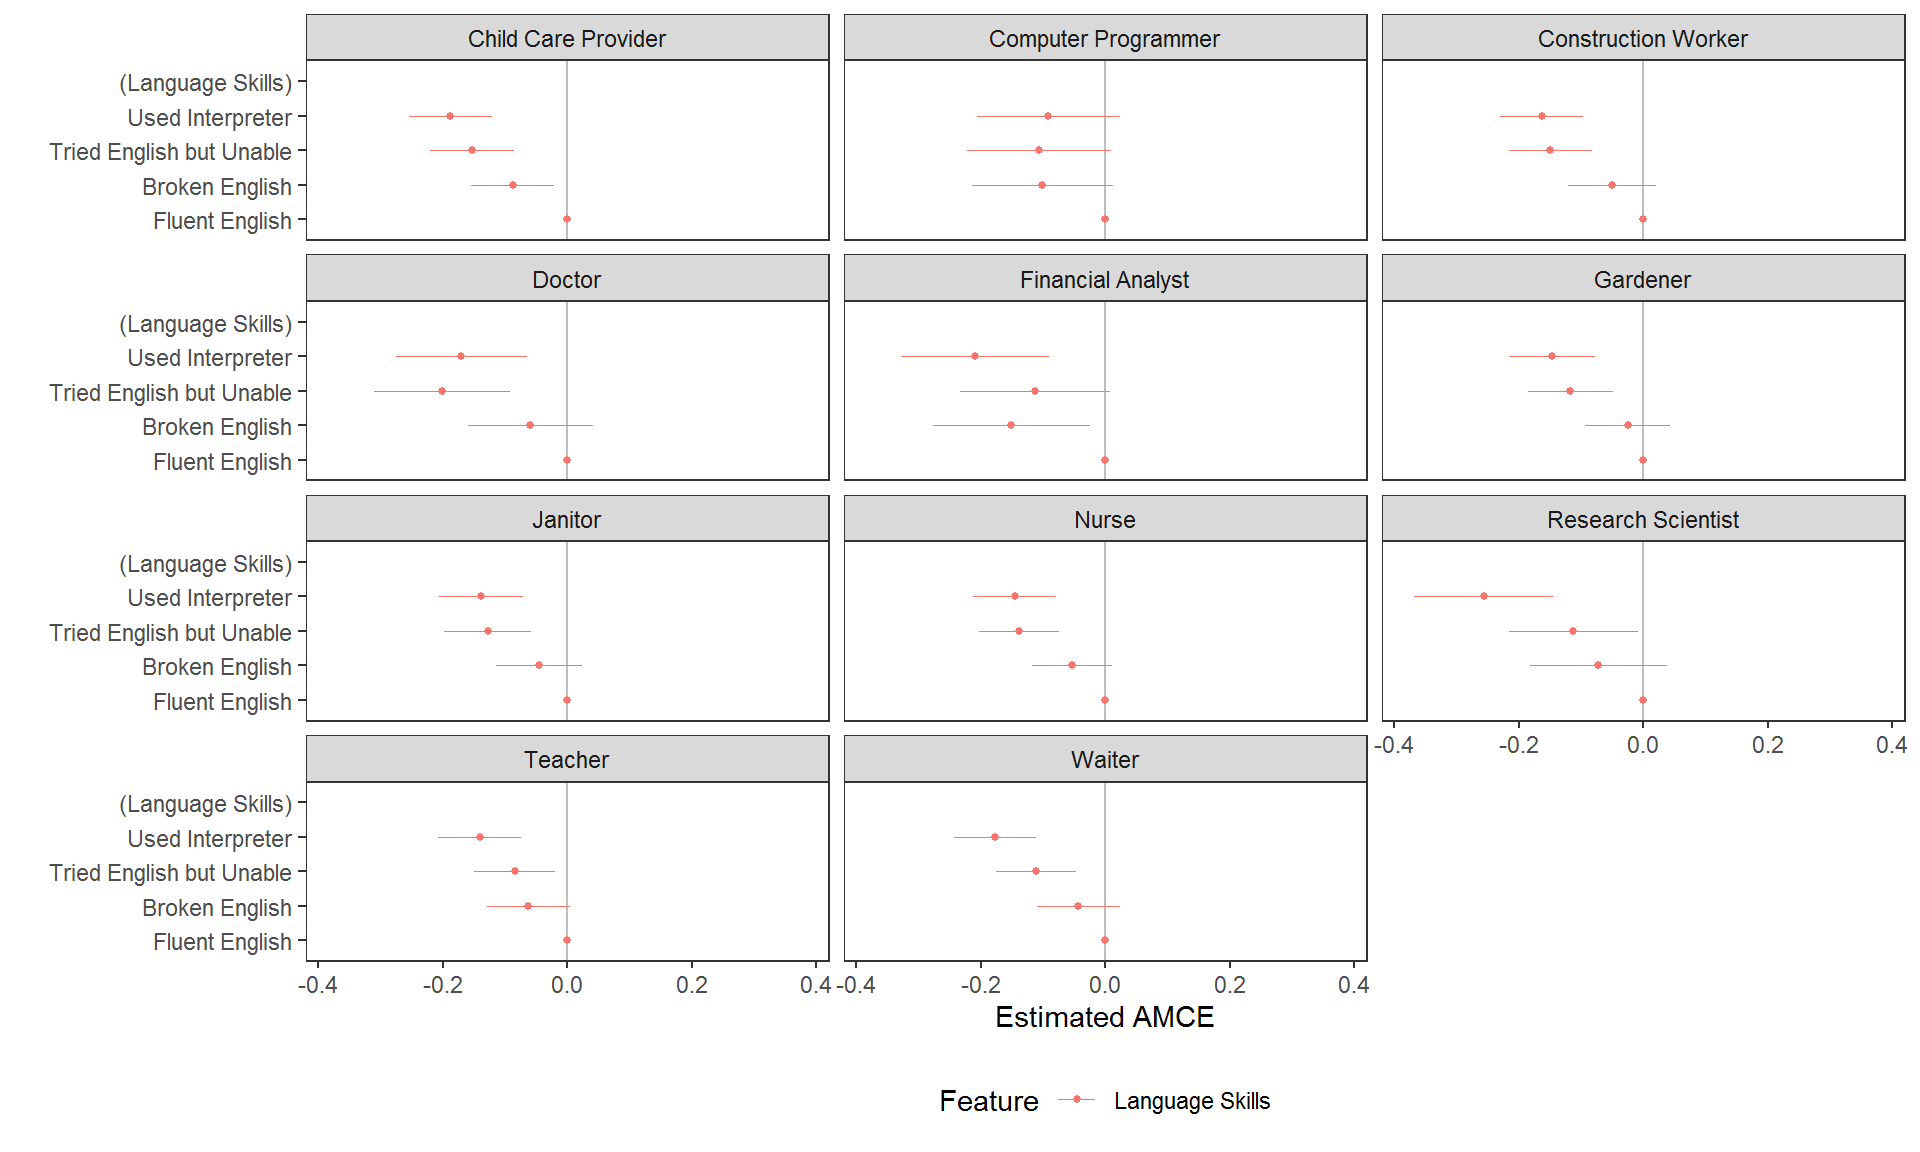 Child Care Provider Computer Programmer Construction Worker
(Language Skills)
Used Interpreter
Tried English but Unable
Broken English
Fluent English
Doctor Financial Analyst Gardener
(Language Skills)
Used Interpreter
Tried English but Unable
Broken English
Fluent English
Janitor Nurse Research Scientist
(Language Skills)
Used Interpreter
Tried English but Unable
Broken English
Fluent English
-0.4 -0.2 0.0 0.2 0.4
Teacher Waiter
(Language Skills)
Used Interpreter
Tried English but Unable
Broken English
Fluent English
-0.4 -0.2 0.0 0.2 0.4 -0.4 -0.2 0.0 0.2 0.4
Estimated AMCE
Feature Language Skills